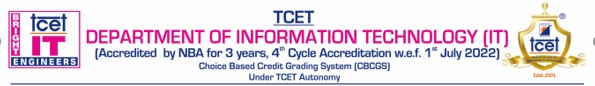 BRIGHT
tcet
IT
ENGINEERS
TCET
DEPARTMENT OF INFORMATION TECHNOLOGY (IT)
(Accredited by NBA for 3 years, 4th Cycle Accreditation w.e.f. 1st July 2022)
Choice Based Credit Grading System (CBCGS)
Under TCET Autonomy
®
tcet
Estd. 2001